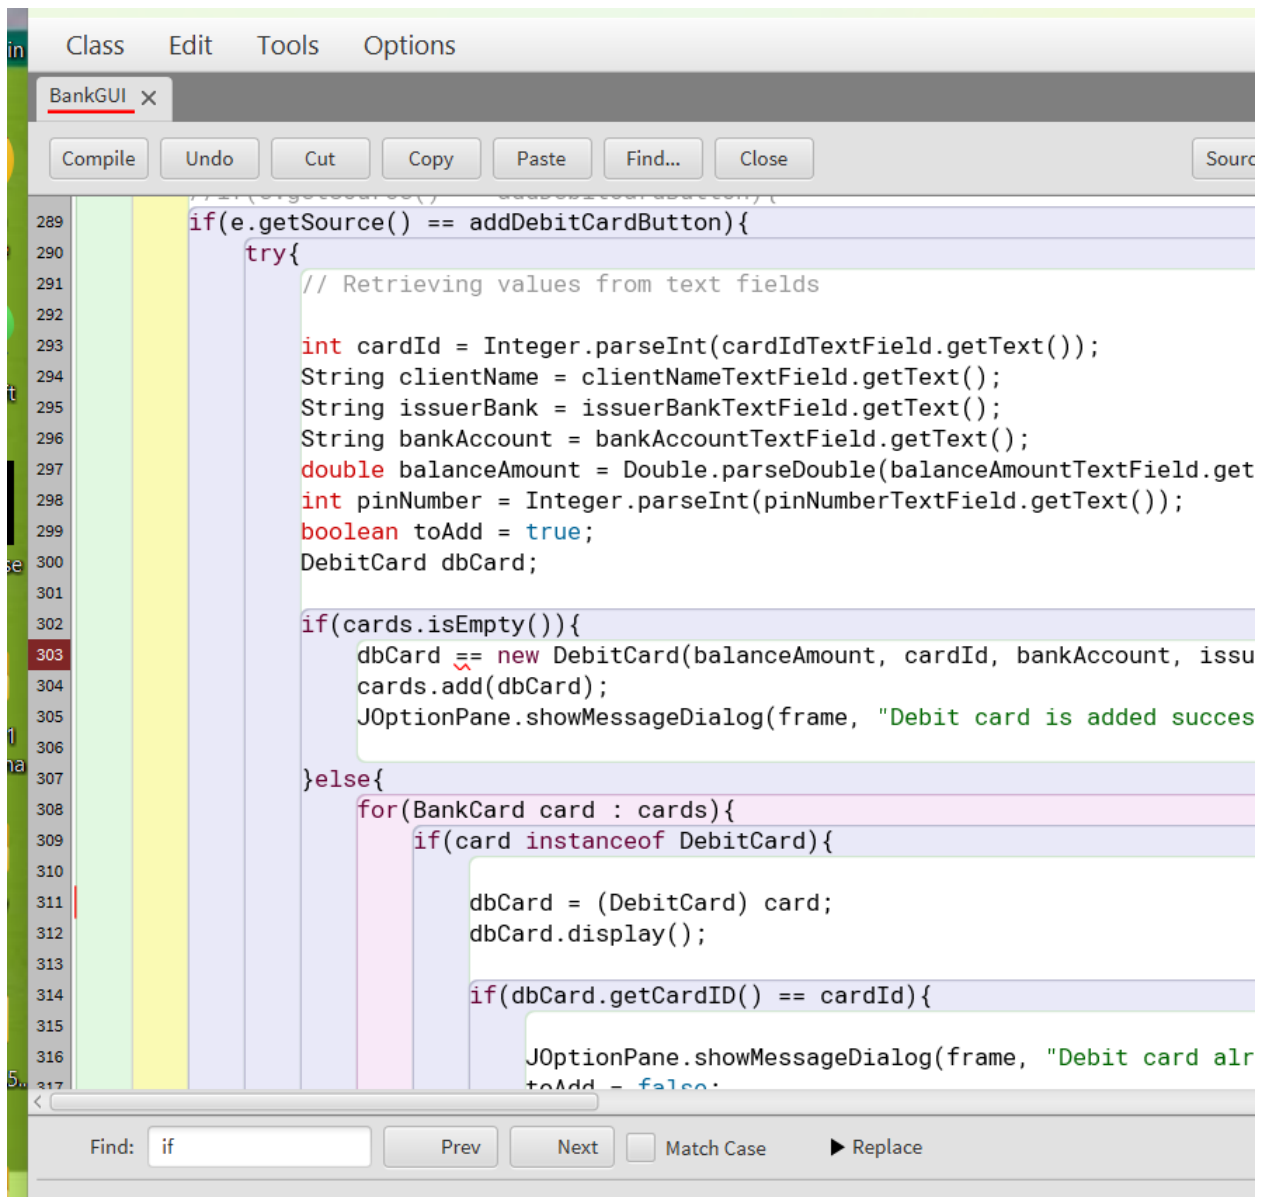 in Class Edit Tools Options
BankGUI
Compile Undo Cut Copy Paste Find... Close Sourc
289 if(e.getSource() == addDebitCardButton){
290 try{
291 // Retrieving values from text fields
292
293 int cardId = Integer.parseInt(cardIdTextField.getText());
294 String clientName = clientNameTextField.getText();
295 String issuerBank = issuerBankTextField.getText();
296 String bankAccount = bankAccountTextField.getText();
297 double balanceAmount = Double.parseDouble(balanceAmountTextField.get
298 int pinNumber = Integer.parseInt(pinNumberTextField.getText());
299 boolean toAdd = true;
300 DebitCard dbCard;
301
302 if(cards.isEmpty()){
303 dbCard == new DebitCard(balanceAmount, cardId, bankAccount, issu
304 cards.add(dbCard);
305 JOptionPane.showMessageDialog(frame, "Debit card is added succes
306
307 }else{
308 for(BankCard card : cards){
309 if(card instanceof DebitCard){
310
311 dbCard = (DebitCard) card;
312 dbCard.display();
313
314 if(dbCard.getCardID() == cardId){
315
316 JOptionPane.showMessageDialog(frame, "Debit card alr
317 toAdd = false;
Find: if Prev Next Match Case Replace